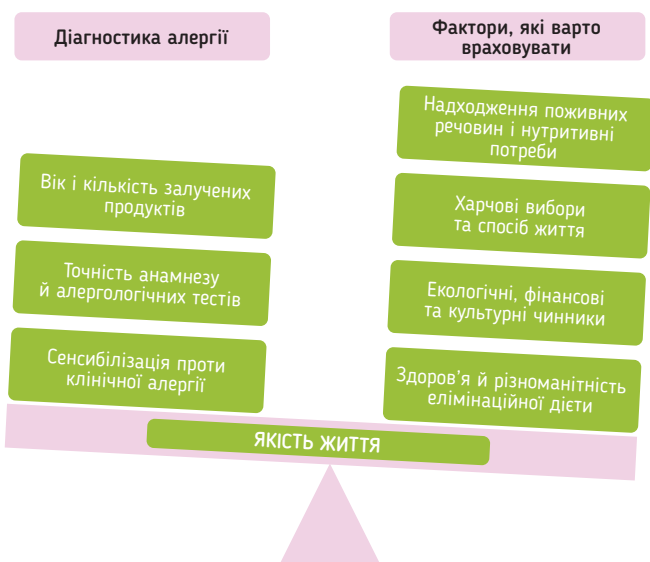 Діагностика алергії
Фактори, які варто
враховувати
Вік і кількість залучених
продуктів
Точність анамнезу
й алергологічних тестів
Сенсибілізація проти
клінічної алергії
Надходження поживних
речовин і нутритивні
потреби
Харчові вибори
та спосіб життя
Екологічні, фінансові
та культурні чинники
Здоров’я й різноманітність
елімінаційної дієти
ЯКІСТЬ ЖИТТЯ